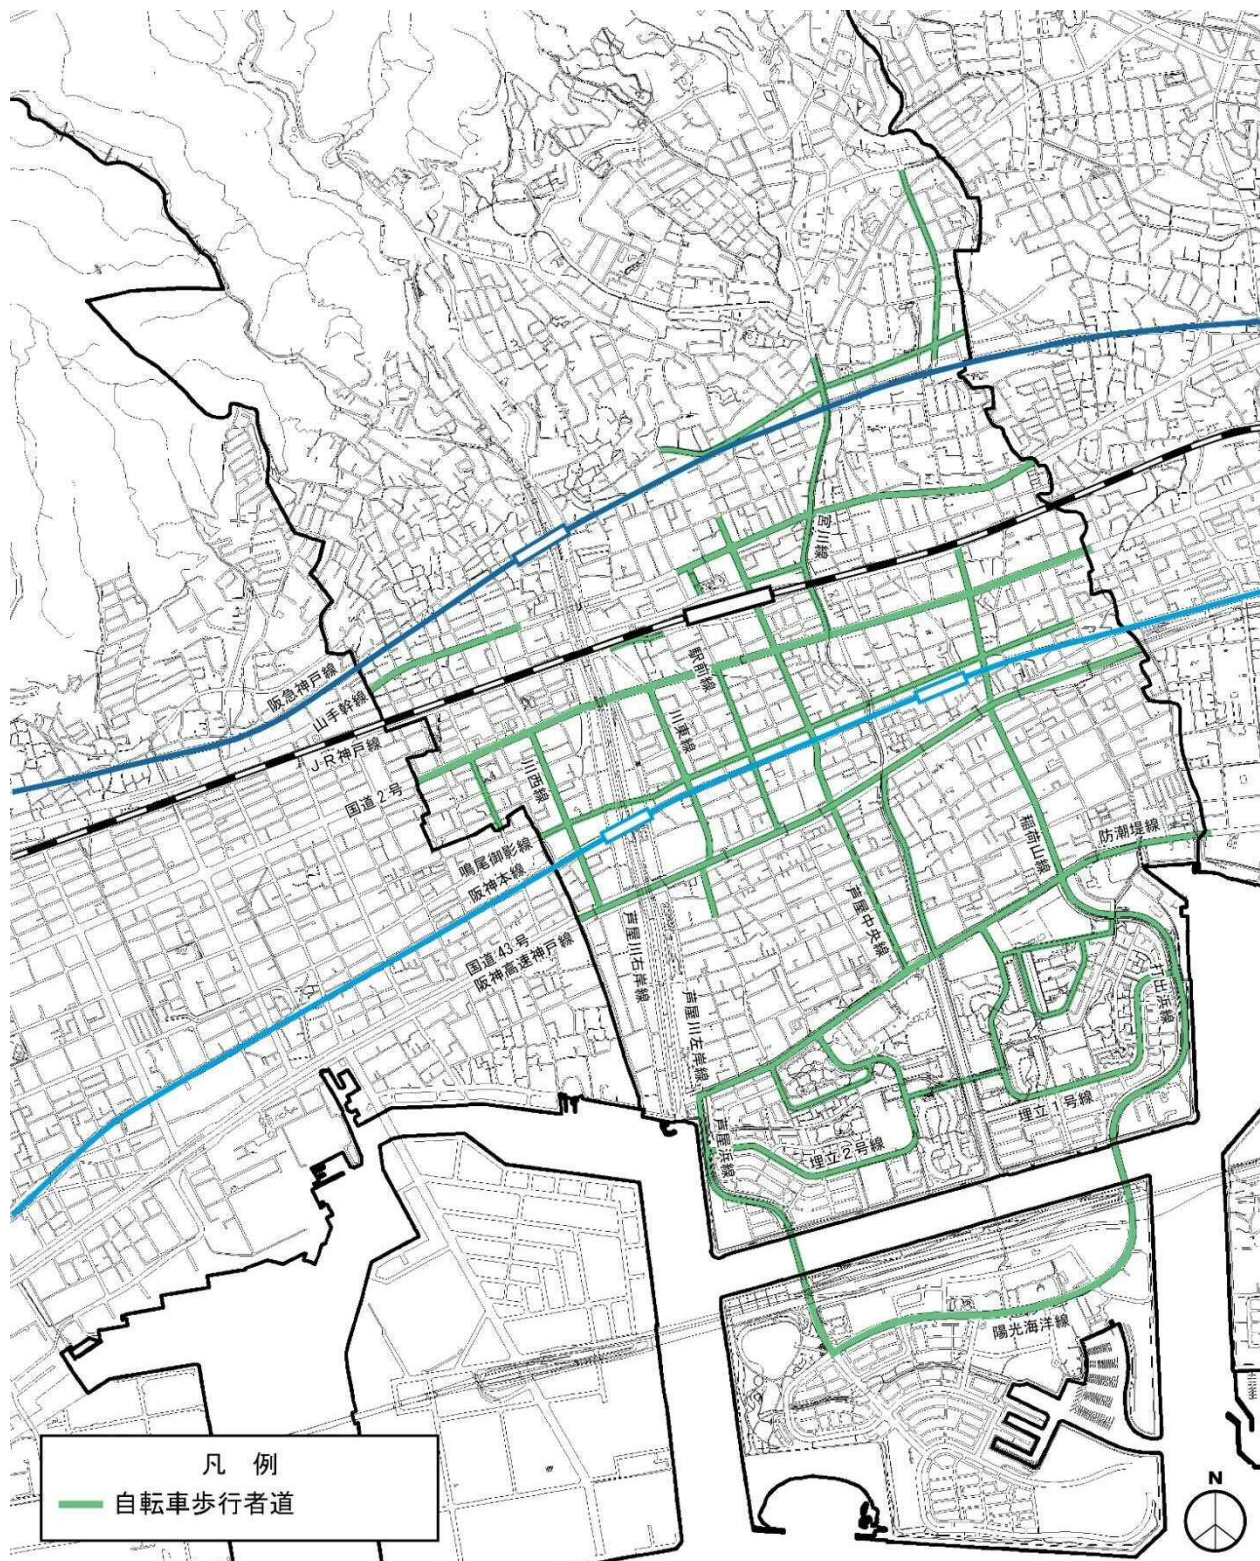 宮川線
駅前線
阪急神戸線
山手幹線
J-R神戸線
川東線
川西線
国道2号
稲荷山線
防潮堤線
鳴尾御影線
阪神本線
芦屋中央線
国道43号
阪神高速神戸線
芦屋川右岸線
打出浜線
芦屋川左岸線
埋立1号線
芦屋浜線
埋立2号線
陽光海洋線
凡 例
自転車歩行者道
N